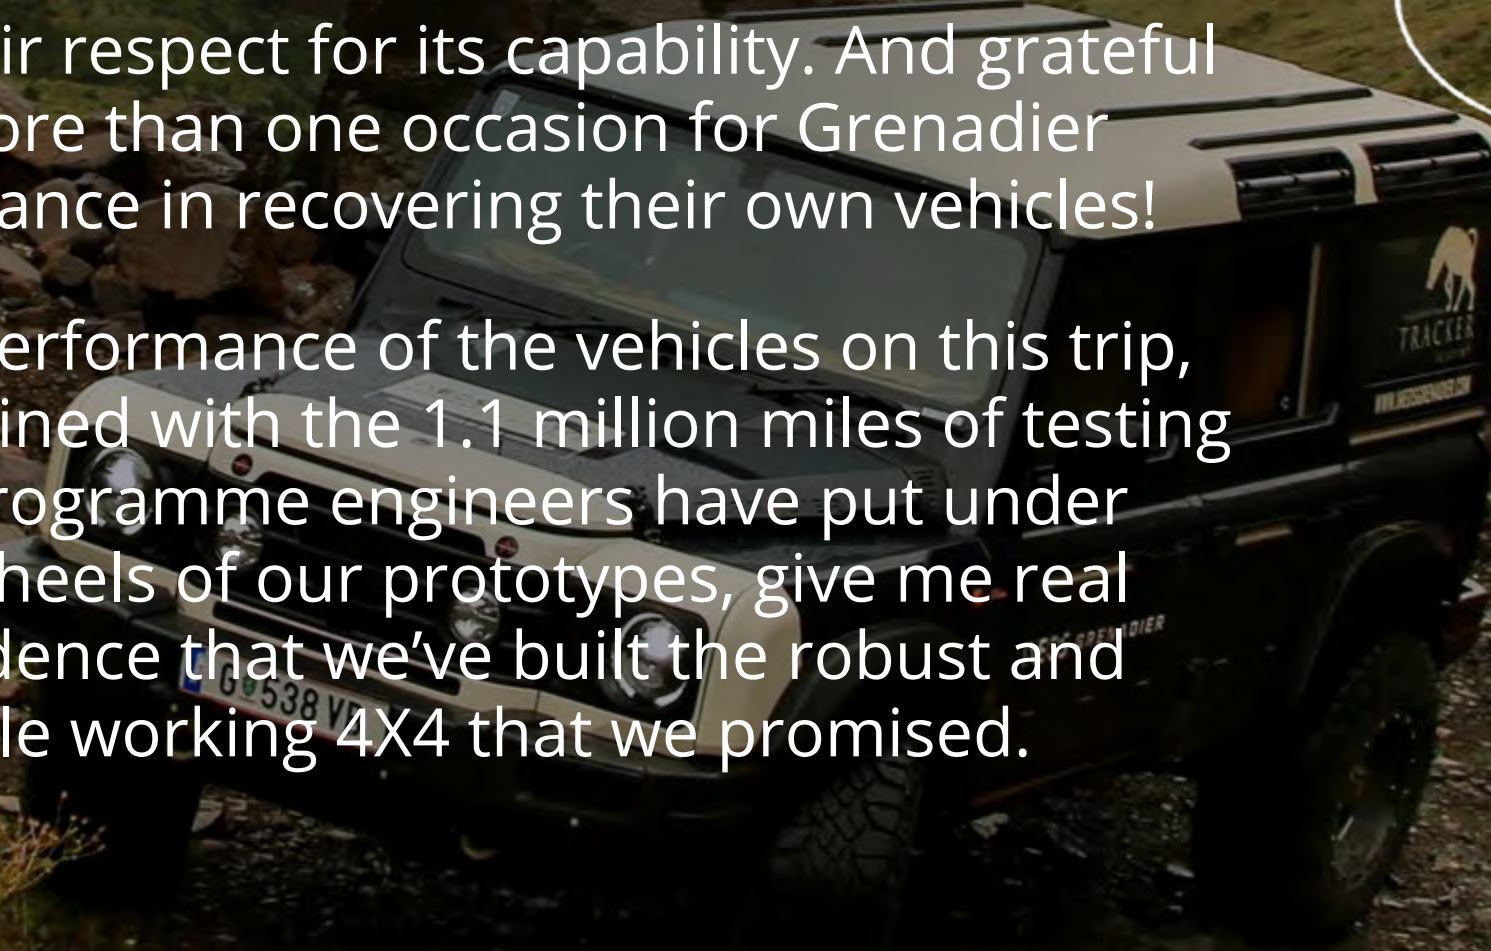 ir respect for its capability. And grateful
ore than one occasion for Grenadier
ance in recovering their own vehicles!
erformance of the vehicles on this trip,
ined with the 1.1 million miles of testing
rogramme engineers have put under
heels of our prototypes, give me real
dence that we’ve built the robust and
le working 4X4 that we promised.
TRACKER
GRENADIER
538